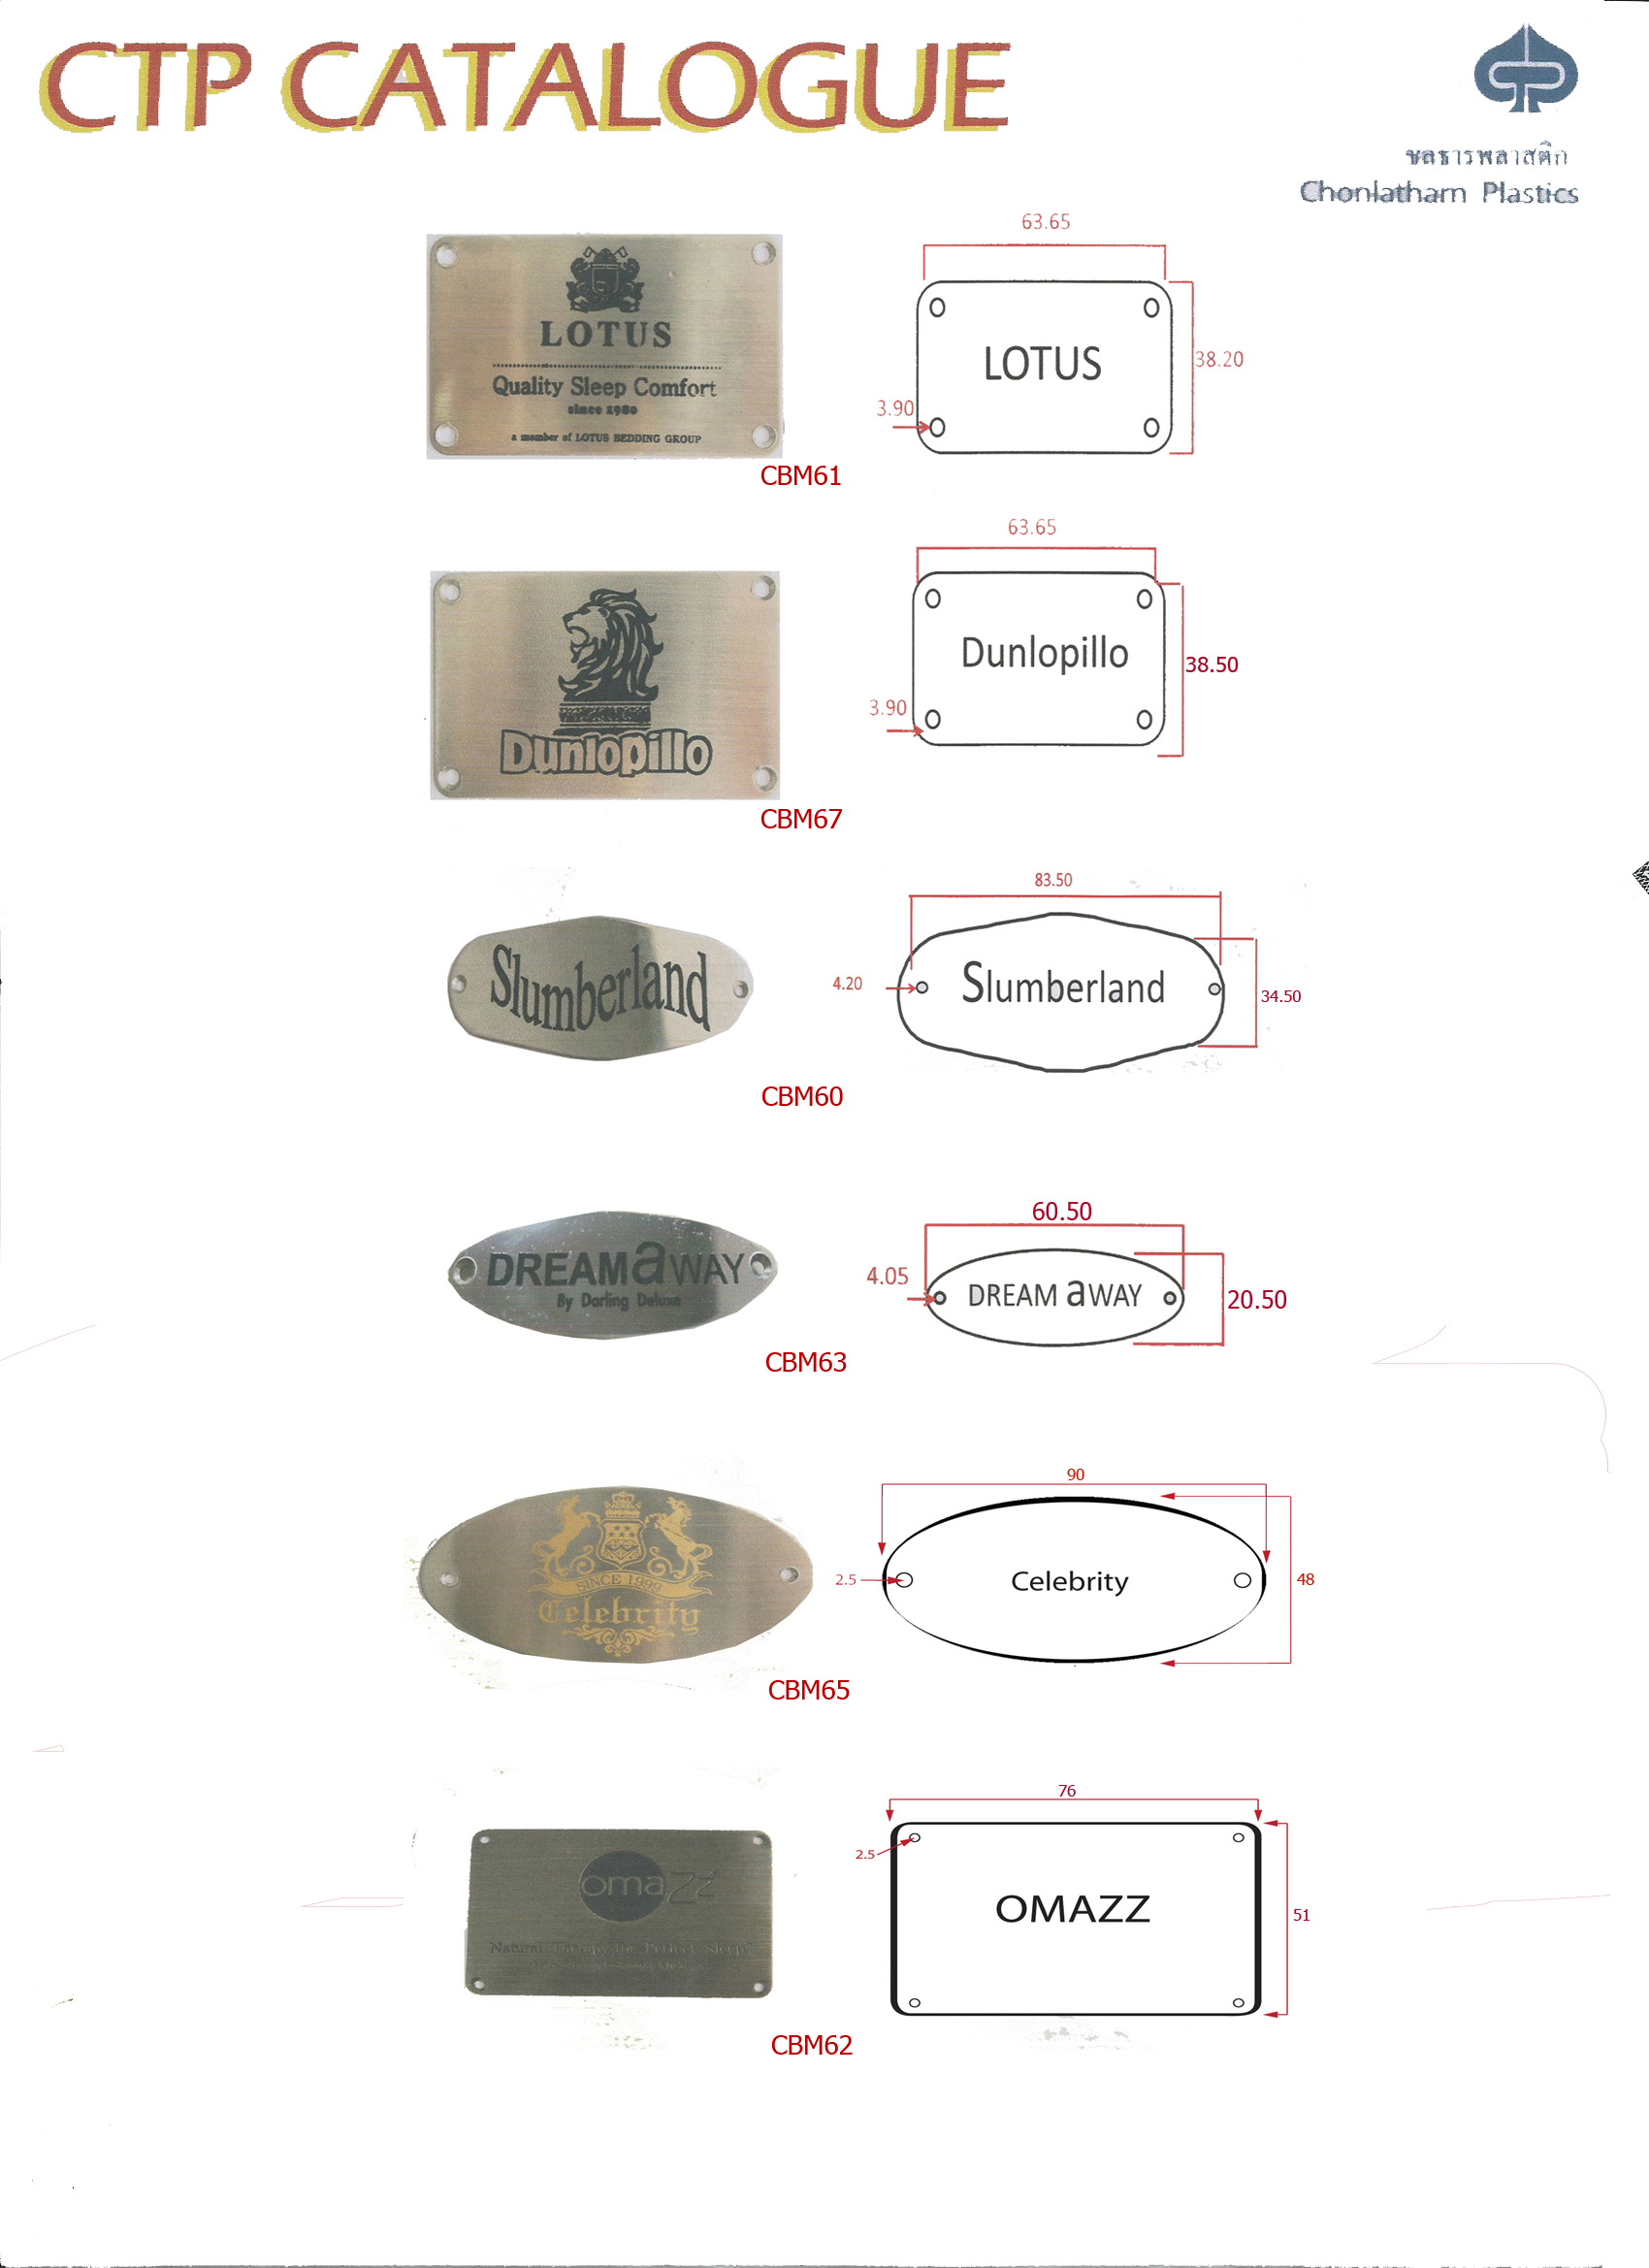 CTP CATALOGUE
ชลธารพลาสติก
Chonlatharn Plastics
LOTUS
Quality Sleep Comfort
since 1980
a member of LOTUS BEDDING GROUP
63.65
LOTUS
38.20
3.90
CBM61
Dunlopillo
63.65
Dunlopillo
38.50
3.90
CBM67
Slumberland
83.50
4.20
Slumberland
34.50
CBM60
DREAMaWAY
By Darling Deluxe
60.50
4.05
DREAM aWAY
20.50
CBM63
SINCE 1999
Celebrity
90
2.5
Celebrity
48
CBM65
omazz
Natural Therapy for Perfect Sleep
76
2.5
OMAZZ
51
CBM62